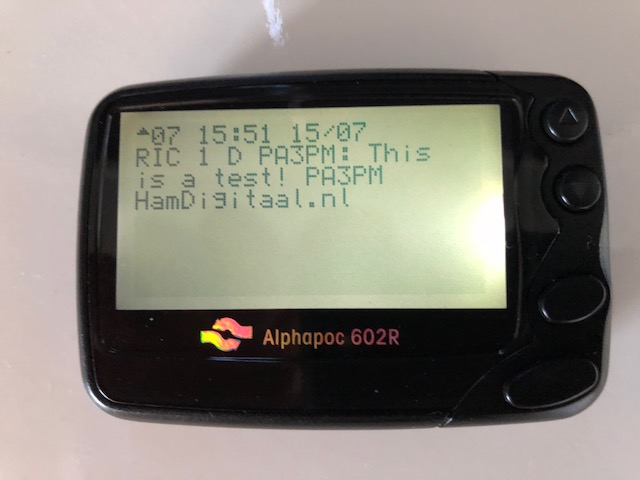 07 15:51 15/07
RIC 1 D PA3PM: This
is a test! PA3PM
HamDigitaal.nl
Alphapoc 602R